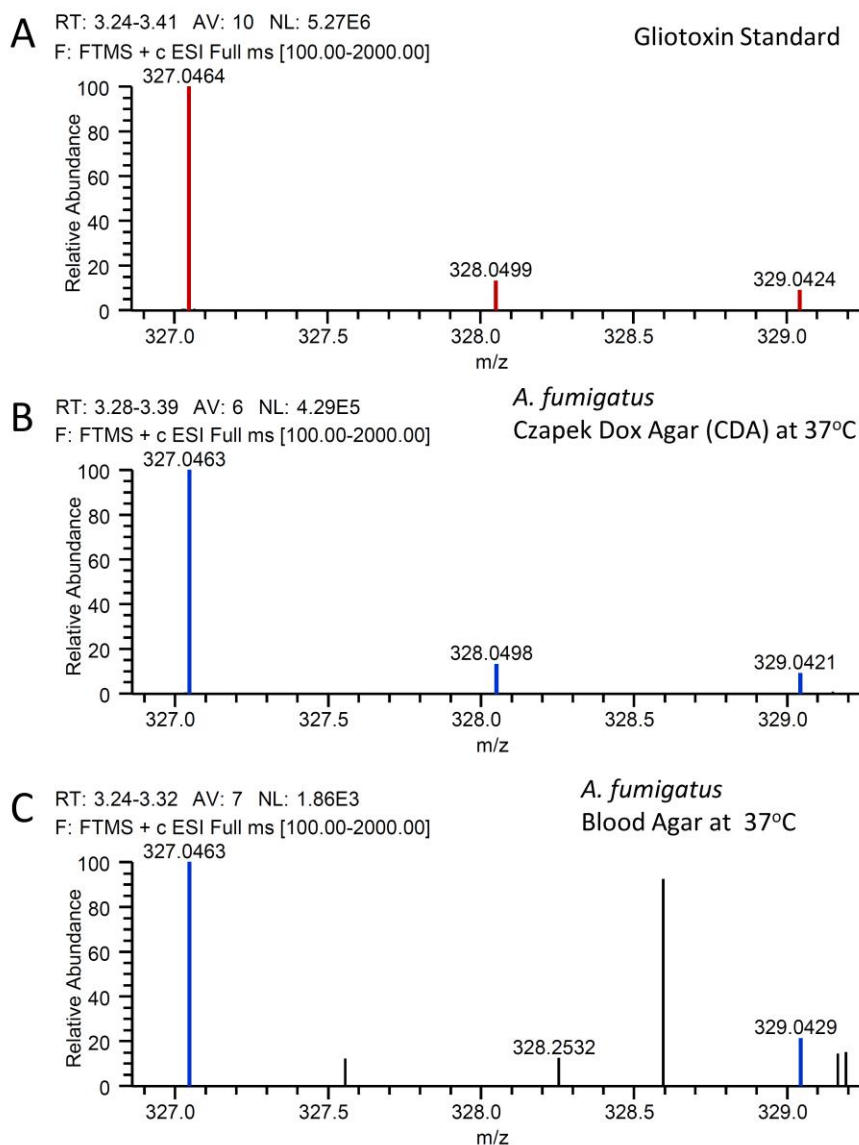 A
RT: 3.24-3.41 AV: 10 NL: 5.27E6
F: FTMS + c ESI Full ms [100.00-2000.00]
Gliotoxin Standard
327.0464
328.0499
329.0424
Relative Abundance
100
80
60
40
20
0
327.0 327.5 328.0 328.5 329.0
m/z
B
RT: 3.28-3.39 AV: 6 NL: 4.29E5
F: FTMS + c ESI Full ms [100.00-2000.00]
A. fumigatus
Czapek Dox Agar (CDA) at 37°C
327.0463
328.0498
329.0421
Relative Abundance
100
80
60
40
20
0
327.0 327.5 328.0 328.5 329.0
m/z
C
RT: 3.24-3.32 AV: 7 NL: 1.86E3
F: FTMS + c ESI Full ms [100.00-2000.00]
A. fumigatus
Blood Agar at 37°C
327.0463
328.2532
329.0429
Relative Abundance
100
80
60
40
20
0
327.0 327.5 328.0 328.5 329.0
m/z